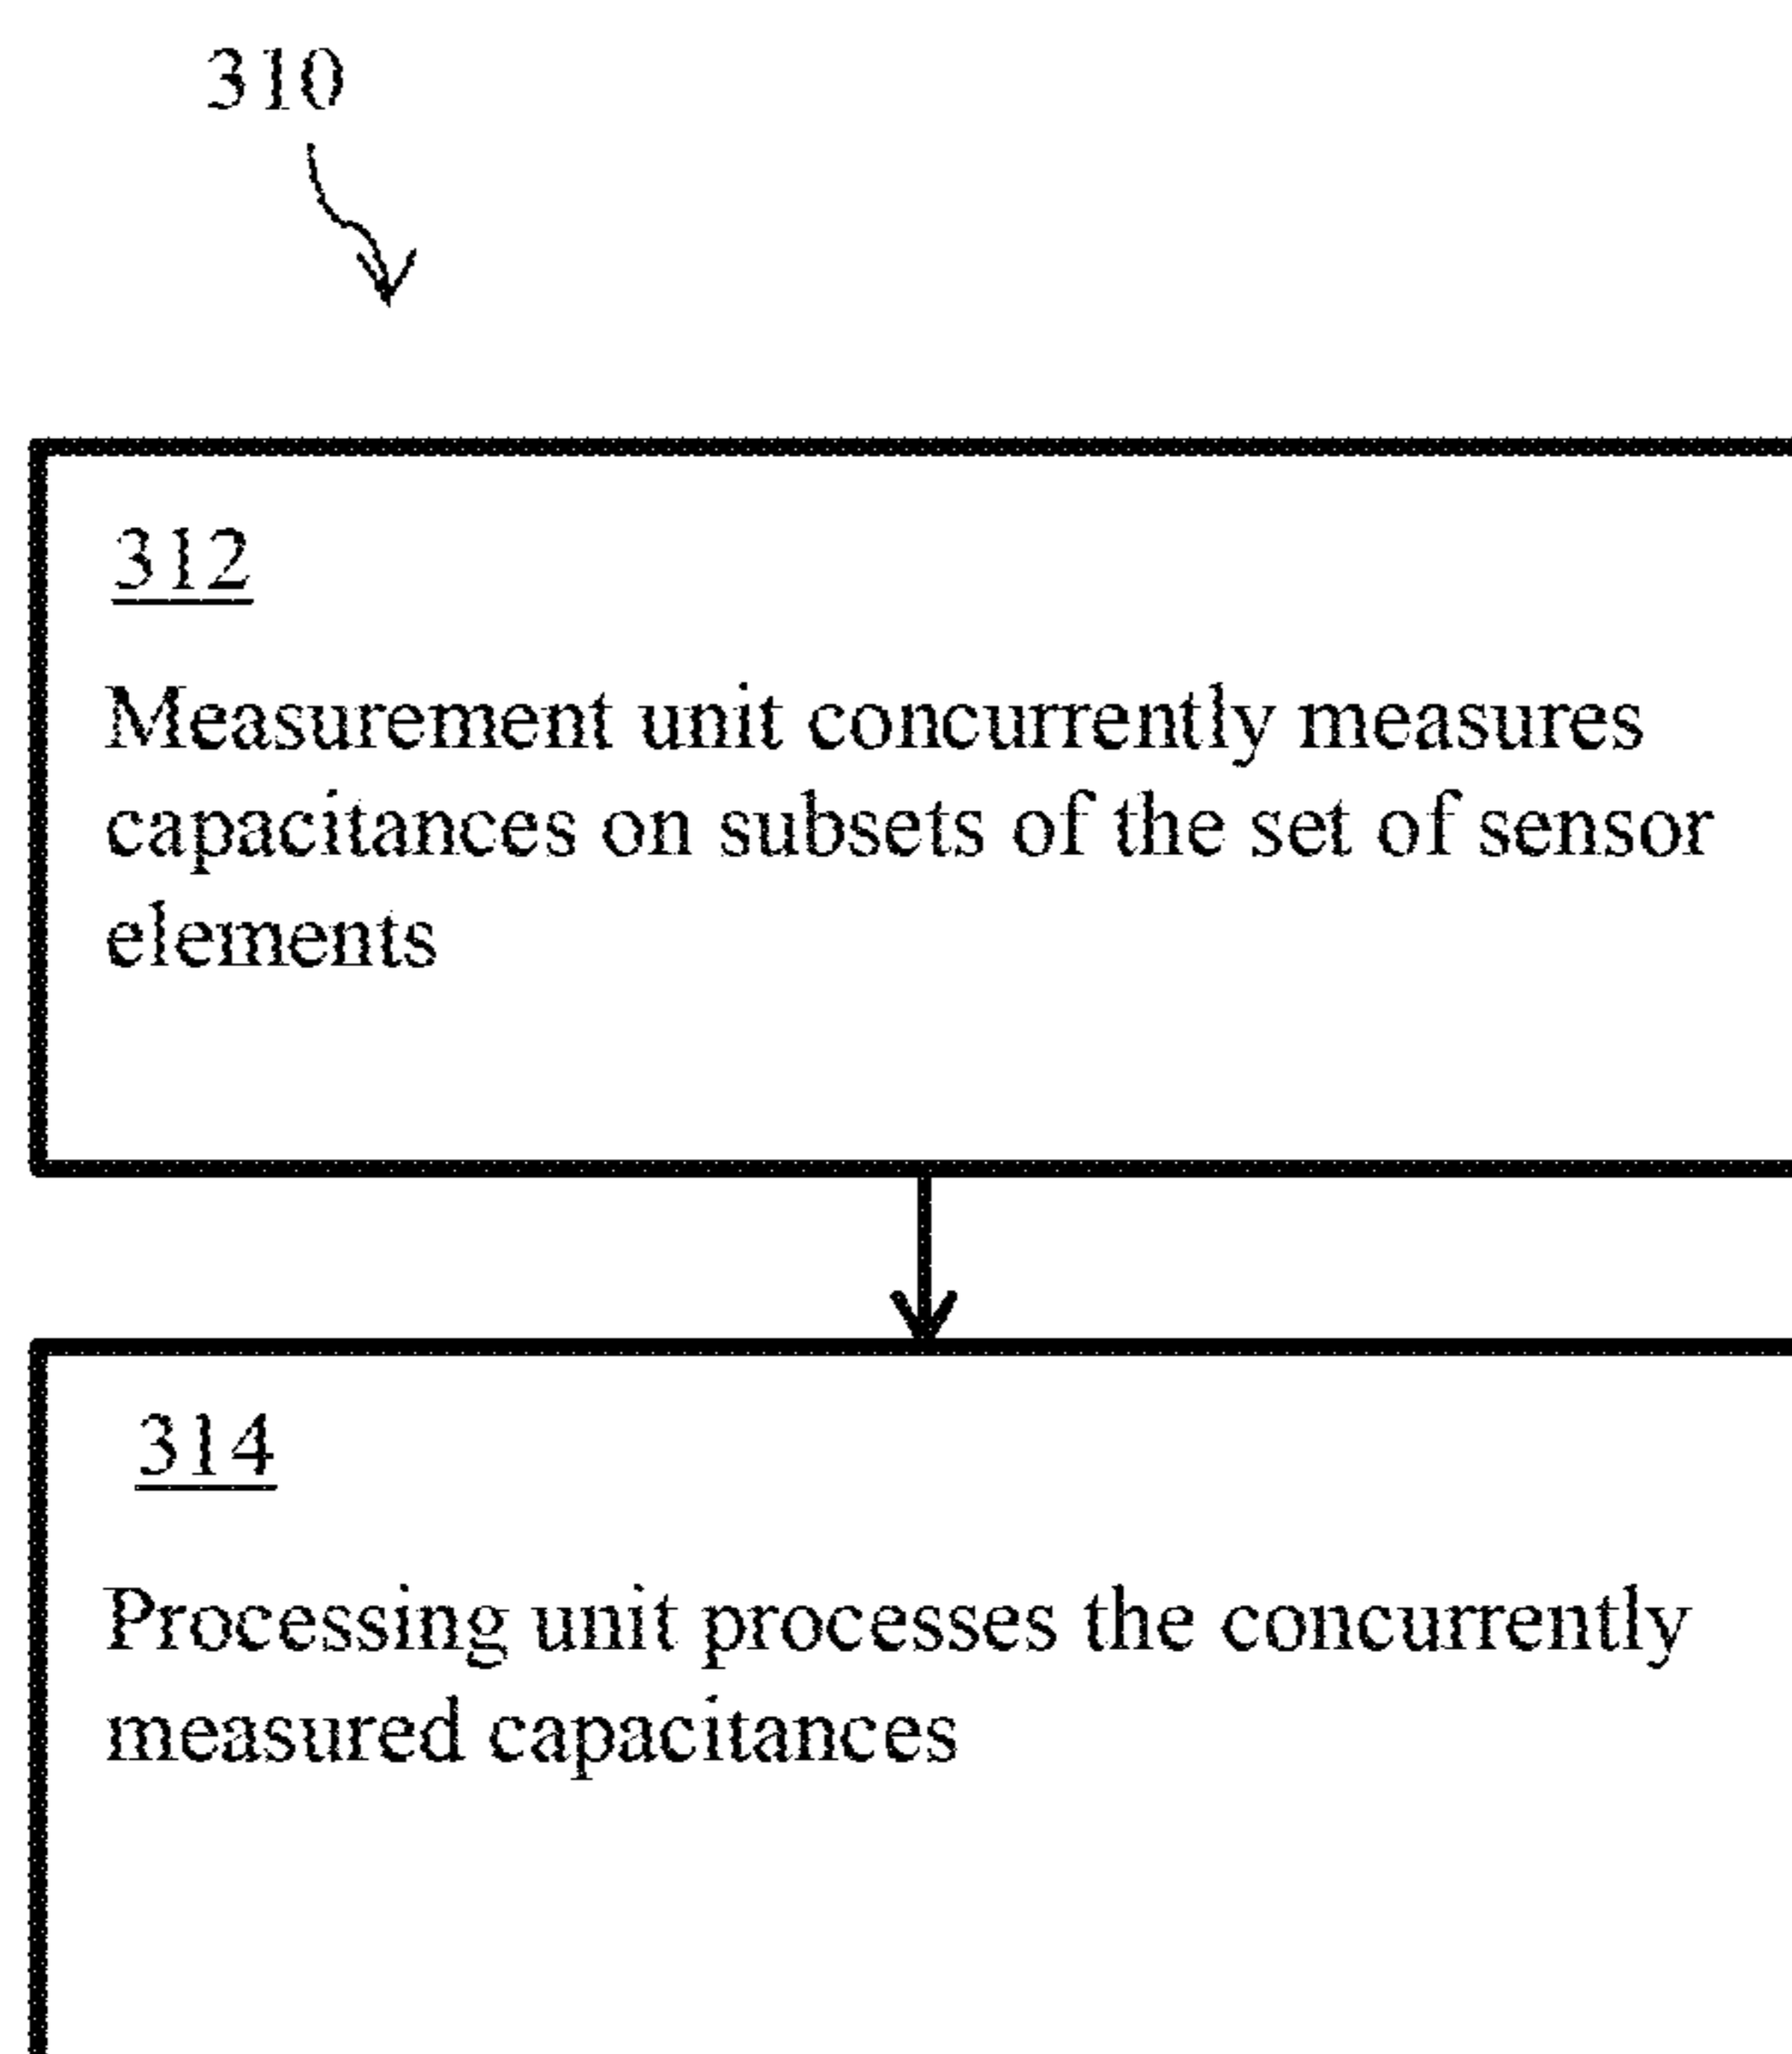 310
312
Measurement unit concurrently measures
capacitances on subsets of the set of sensor
elements
314
Processing unit processes the concurrently
measured capacitances